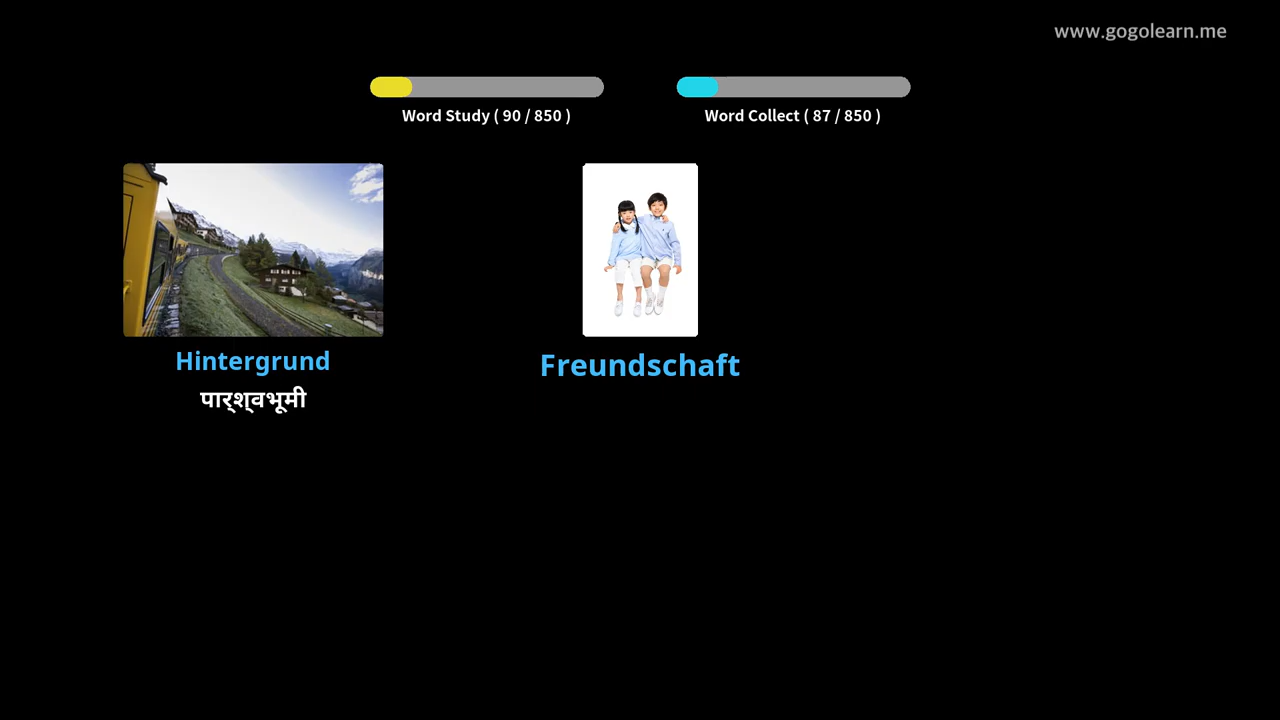 www.gogolearn.me
Word Study ( 90 / 850 )
Word Collect ( 87 / 850 )
Hintergrund
पार्श्वभूमी
Freundschaft